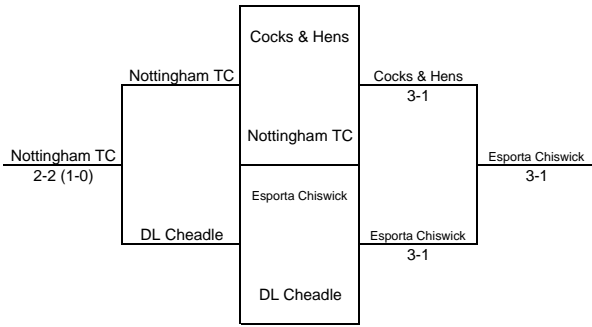 Cocks & Hens
Nottingham TC
Cocks & Hens
3-1
Nottingham TC
Nottingham TC
2-2 (1-0)
Esporta Chiswick
3-1
Esporta Chiswick
DL Cheadle
Esporta Chiswick
3-1
DL Cheadle